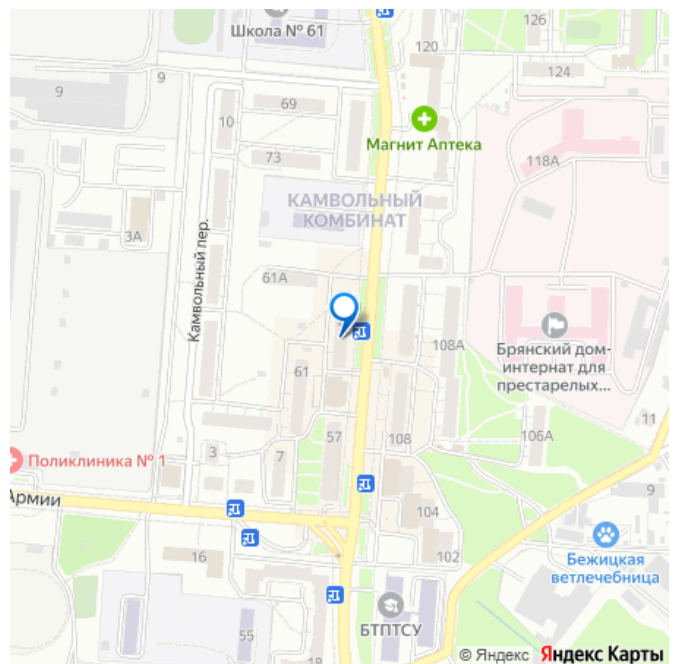 Школа № 61
126
120
124
9
9
69
10
Магнит Аптека
73
118А
КАМВОЛЬНЫЙ
КОМБИНАТ
3А
Камвольный пер.
61А
108А
Брянский дом-
интернат для
престарелых...
61
11
57
108
106А
3
7
Поликлиника № 1
Армии
9
104
16
102
Бежицкая
ветлечебница
БТПТСУ
55
18
© Яндекс Яндекс Карты